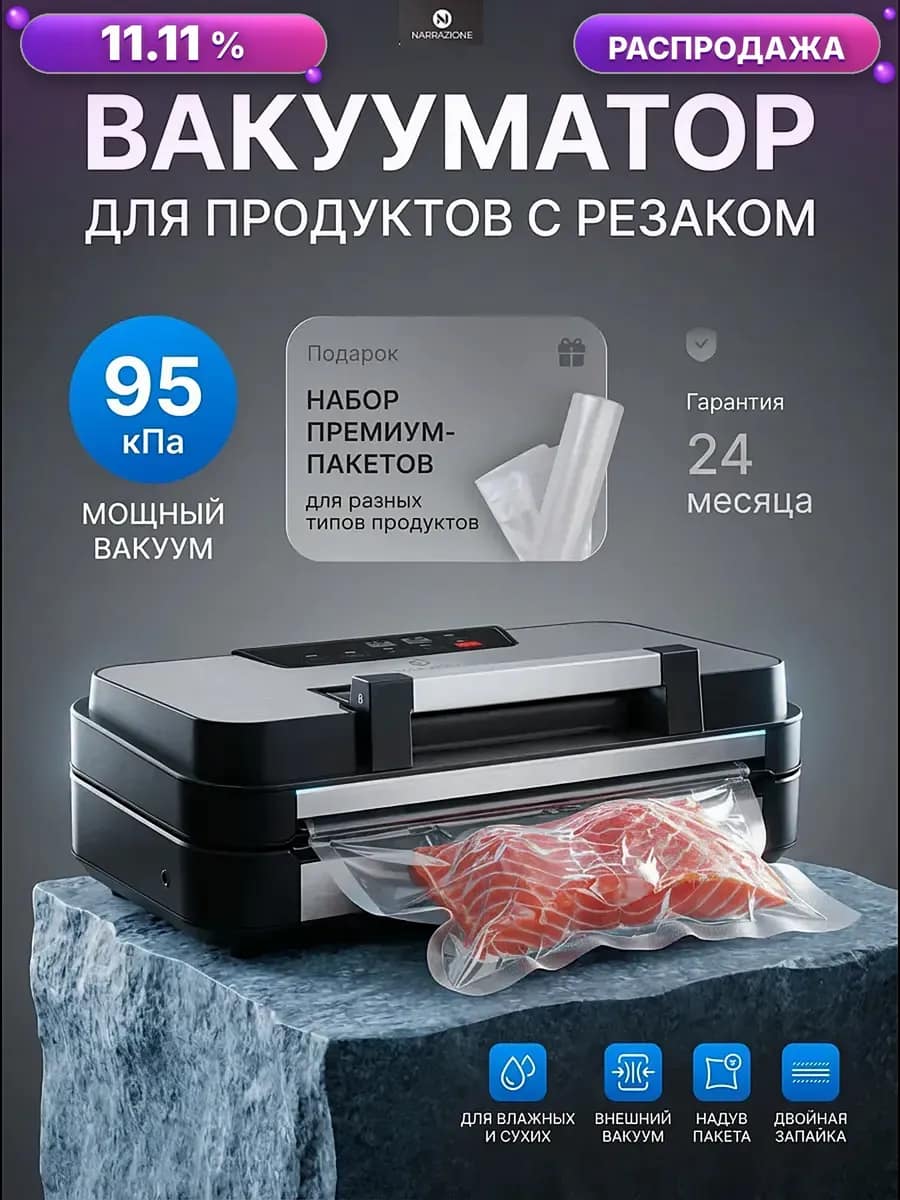 11.11 %
NARRAZIONE
РАСПРОДАЖА
ВАКУУМАТОР
ДЛЯ ПРОДУКТОВ С РЕЗАКОМ
95
кПа
МОЩНЫЙ
ВАКУУМ
Подарок
НАБОР
ПРЕМИУМ-
ПАКЕТОВ
для разных
типов продуктов
Гарантия
24
месяца
ДЛЯ ВЛАЖНЫХ
И СУХИХ
ВНЕШНИЙ
ВАКУУМ
НАДУВ
ПАКЕТА
ДВОЙНАЯ
ЗАПАЙКА